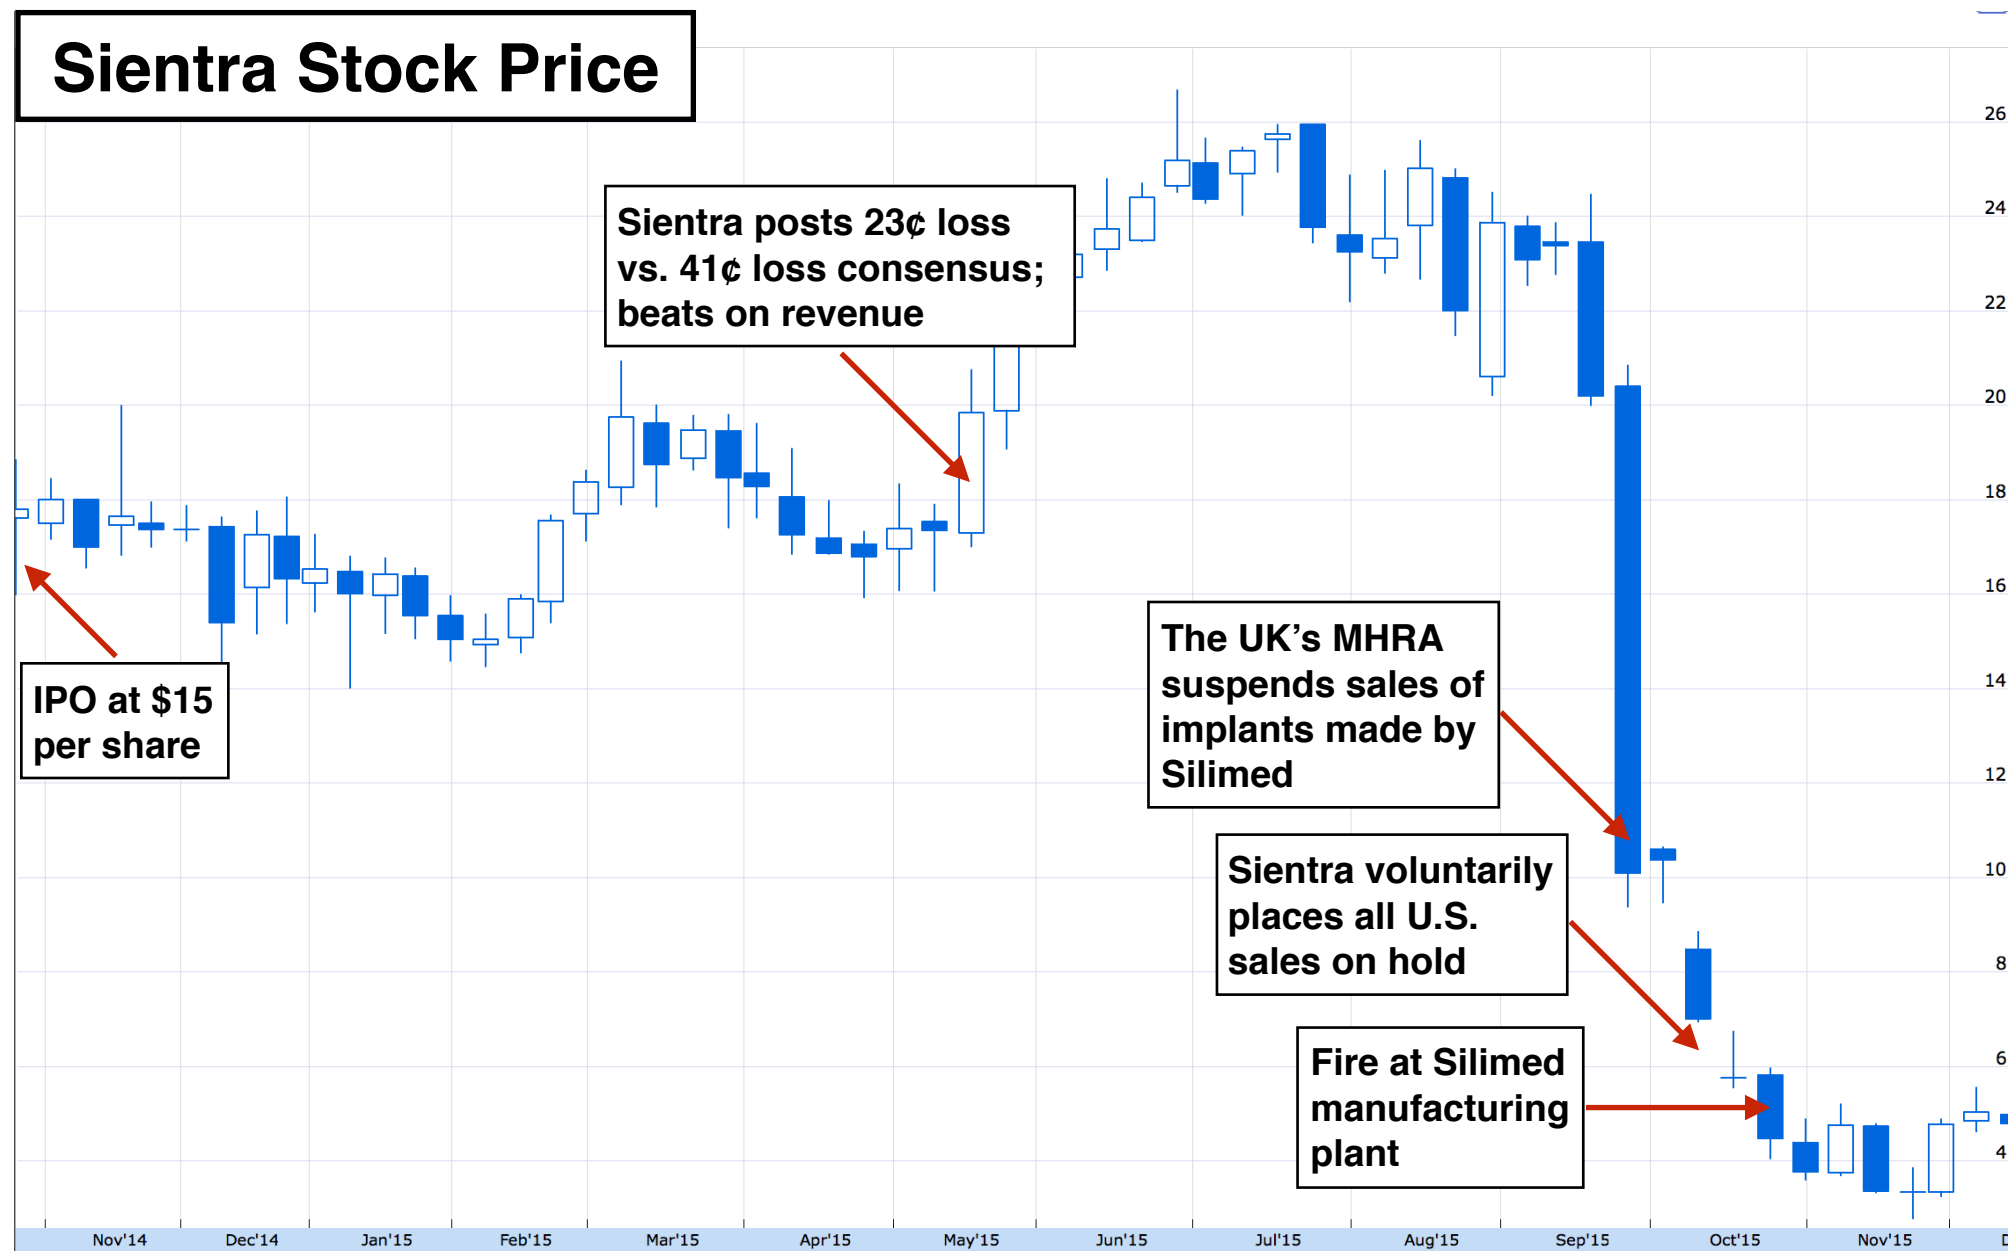 Sientra Stock Price
Sientra posts 23¢ loss
vs. 41¢ loss consensus;
beats on revenue
IPO at $15
per share
The UK’s MHRA
suspends sales of
implants made by
Silimed
Sientra voluntarily
places all U.S.
sales on hold
Fire at Silimed
manufacturing
plant
26
24
22
20
18
16
14
12
10
8
6
4
Nov'14
Dec'14
Jan'15
Feb'15
Mar'15
Apr'15
May'15
Jun'15
Jul'15
Aug'15
Sep'15
Oct'15
Nov'15